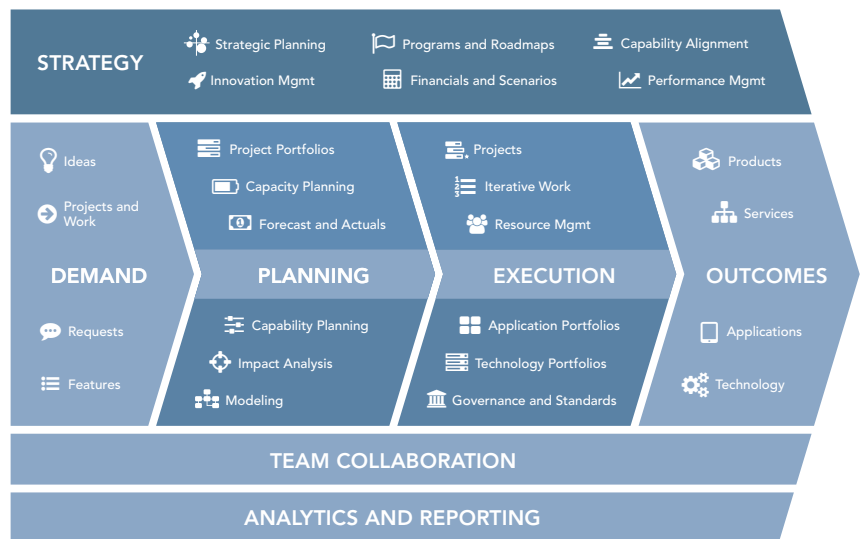 STRATEGY
Strategic Planning
Programs and Roadmaps
Capability Alignment
Innovation Mgmt
Financials and Scenarios
Performance Mgmt
Ideas
Projects and
Work
DEMAND
Requests
Features
Project Portfolios
Capacity Planning
Forecast and Actuals
PLANNING
Capability Planning
Impact Analysis
Modeling
Projects
1
2
3
Iterative Work
Resource Mgmt
EXECUTION
Application Portfolios
Technology Portfolios
Governance and Standards
Products
Services
OUTCOMES
Applications
Technology
TEAM COLLABORATION
ANALYTICS AND REPORTING